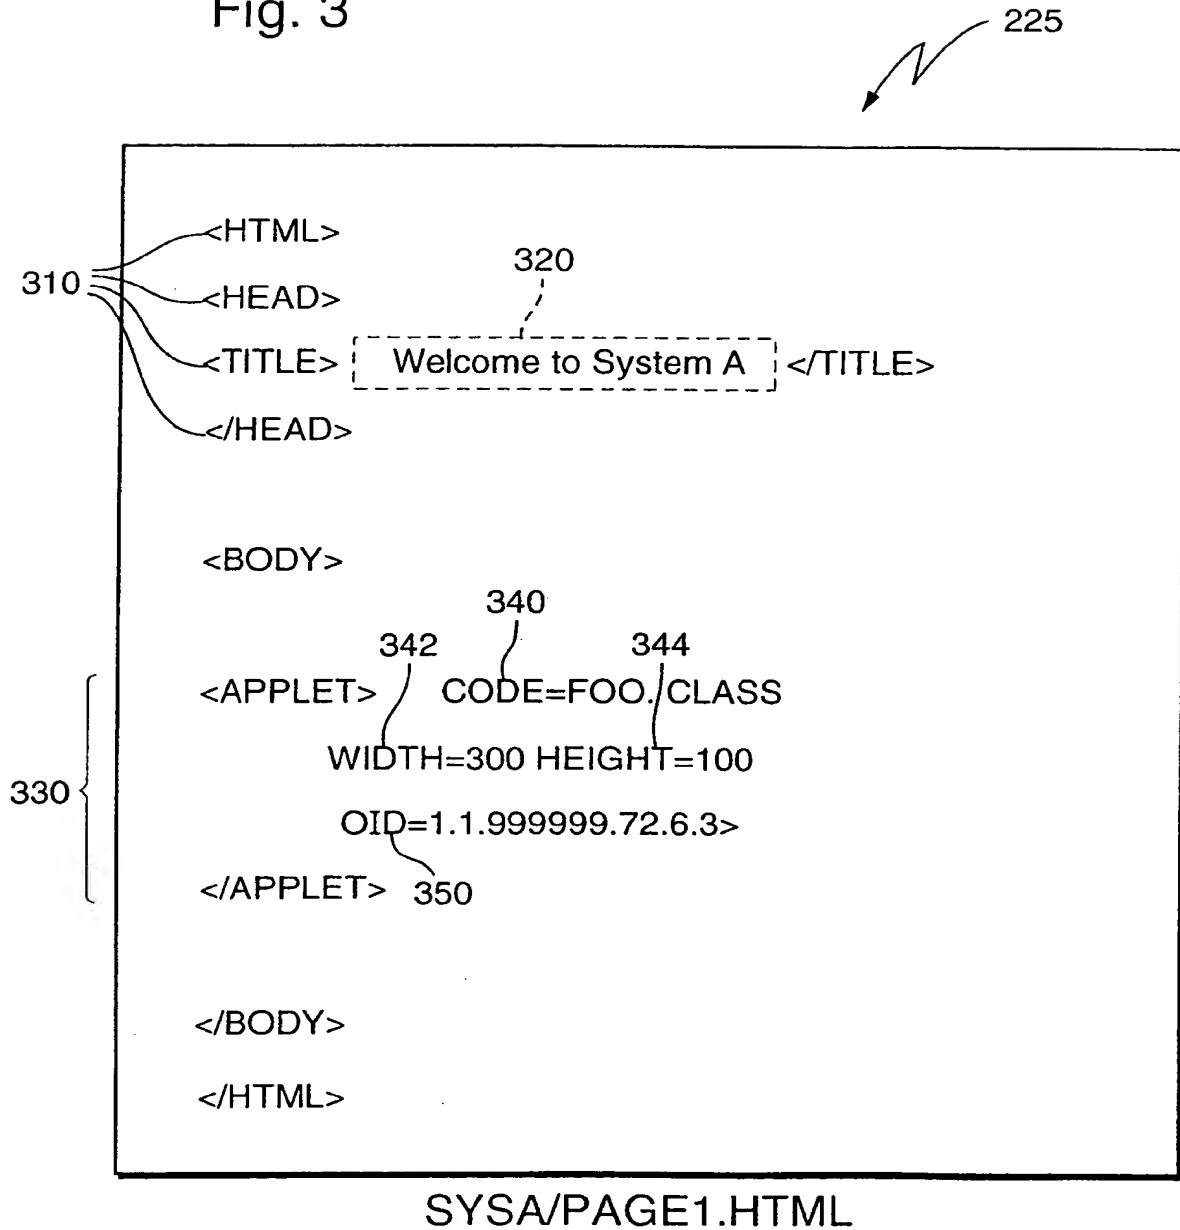 Fig. 3
225
<HTML>
320
310
<HEAD>
<TITLE> Welcome to System A </TITLE>
</HEAD>
<BODY>
340
342 344
<APPLET> CODE=FOO. CLASS
WIDTH=300 HEIGHT=100
330
OID=1.1.999999.72.6.3>
</APPLET> 350
</BODY>
</HTML>
SYSA/PAGE1.HTML